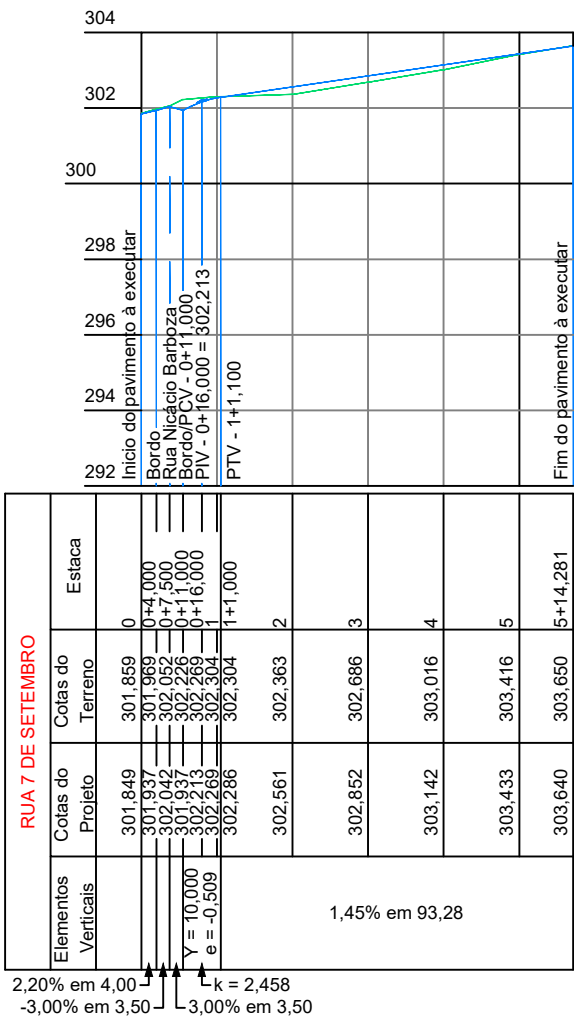 304
302
300
298
296
294
292
Inicio do pavimento à executar
Bordo
Rua Nicácio Barboza
Bordo/PCV - 0+11,000
PIV - 0+16,000 = 302,213
PTV - 1+1,100
Fim do pavimento à executar
RUA 7 DE SETEMBRO
Estaca
0
0+4,000
0+7,500
0+11,000
0+16,000
1
1+1,000
2
3
4
5
5+14,281
Cotas do
Terreno
301,859
301,969
302,052
302,226
302,269
302,304
302,304
302,363
302,686
303,016
303,416
303,650
Cotas do
Projeto
301,849
301,937
302,042
301,937
302,213
302,269
302,286
302,561
302,852
303,142
303,433
303,640
Elementos
Verticais
Y = 10,000
e = -0,509
1,45% em 93,28
2,20% em 4,00
k = 2,458
-3,00% em 3,50
3,00% em 3,50